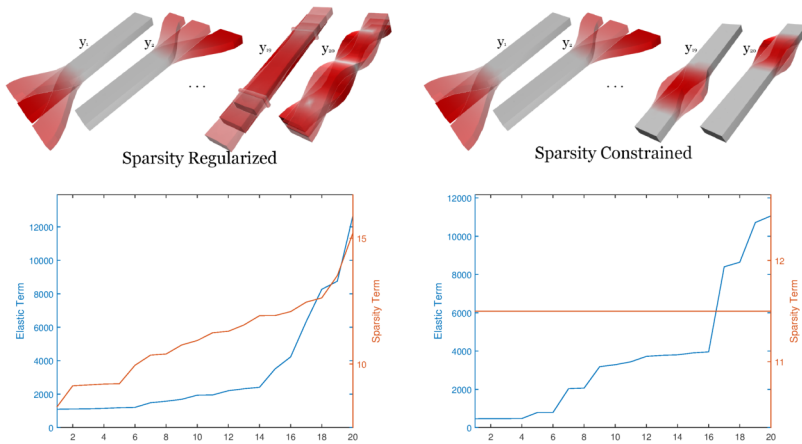 y₁ y₂ . . . y₁₉ y₂₀
Sparsity Regularized
y₁ y₂ . . . y₁₉ y₂₀
Sparsity Constrained
12000
10000
8000
6000
4000
2000
0
Elastic Term
15
10
Sparsity Term
2 4 6 8 10 12 14 16 18 20
12000
10000
8000
6000
4000
2000
0
Elastic Term
12
11
Sparsity Term
2 4 6 8 10 12 14 16 18 20